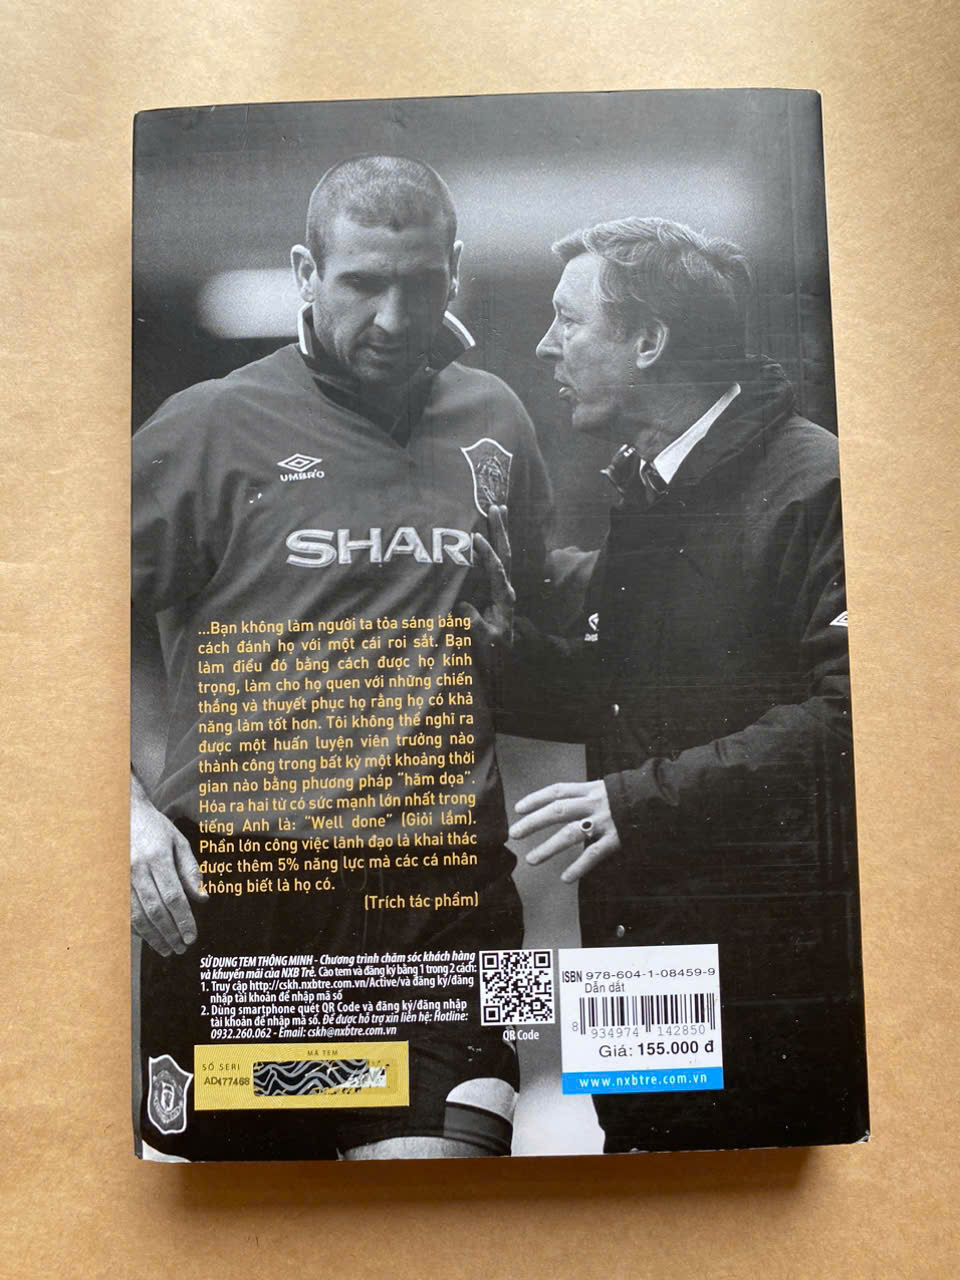 UMBRO
SHAR
...Bạn không làm người ta tỏa sáng bằng
cách đánh họ với một cái roi sắt. Bạn
làm điều đó bằng cách được họ kính
trọng, làm cho họ quen với những chiến
thắng và thuyết phục họ rằng họ có khả
năng làm tốt hơn. Tôi không thể nghĩ ra
được một huấn luyện viên trưởng nào
thành công trong bất kỳ một khoảng thời
gian nào bằng phương pháp “hăm dọa”.
Hóa ra hai từ có sức mạnh lớn nhất trong
tiếng Anh là: “Well done” (Giỏi lắm).
Phần lớn công việc lãnh đạo là khai thác
được thêm 5% năng lực mà các cá nhân
không biết là họ có.
(Trích tác phẩm)
SỬ DỤNG TEM THÔNG MINH - Chương trình chăm sóc khách hàng
và khuyến mãi của NXB Trẻ. Cào tem và đăng ký bằng 1 trong 2 cách:
1. Truy cập http://cskh.nxbtre.com.vn/Active/và đăng ký/đăng
nhập tài khoản để nhập mã số
2. Dùng smartphone quét QR Code và đăng ký/đăng nhập
tài khoản để nhập mã số. Để được hỗ trợ xin liên hệ: Hotline:
0932.260.062 - Email: cskh@nxbtre.com.vn
QR Code
ISBN 978-604-1-08459-9
Dẫn dắt
8 934974 142850
Giá: 155.000 đ
www.nxbtre.com.vn
MÃ TEM
SỐ SERI
AD477468